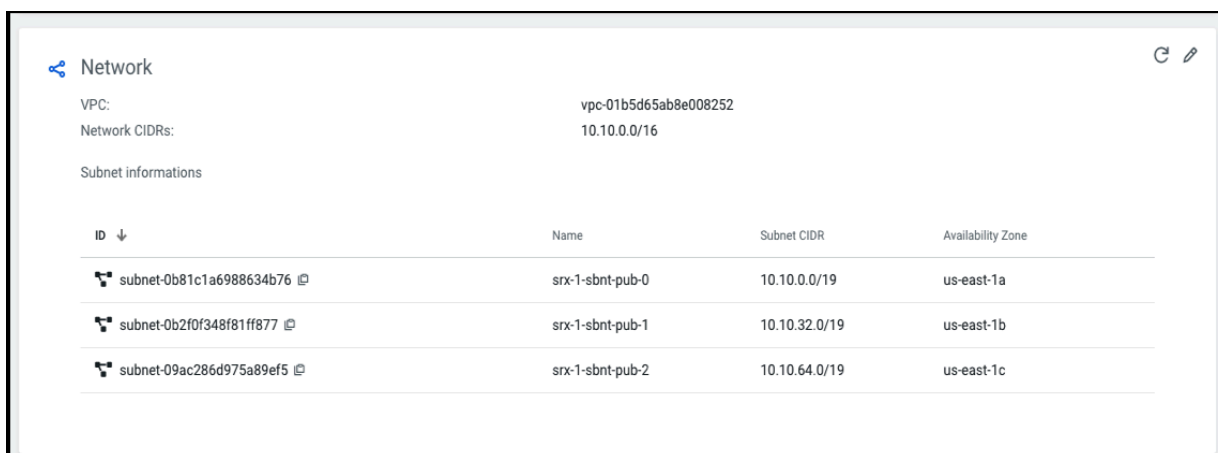 Network
VPC: vpc-01b5d65ab8e008252
Network CIDRs: 10.10.0.0/16
Subnet informations
ID Name Subnet CIDR Availability Zone
subnet-0b81c1a6988634b76 srx-1-sbnt-pub-0 10.10.0.0/19 us-east-1a
subnet-0b2f0f348f81ff877 srx-1-sbnt-pub-1 10.10.32.0/19 us-east-1b
subnet-09ac286d975a89ef5 srx-1-sbnt-pub-2 10.10.64.0/19 us-east-1c